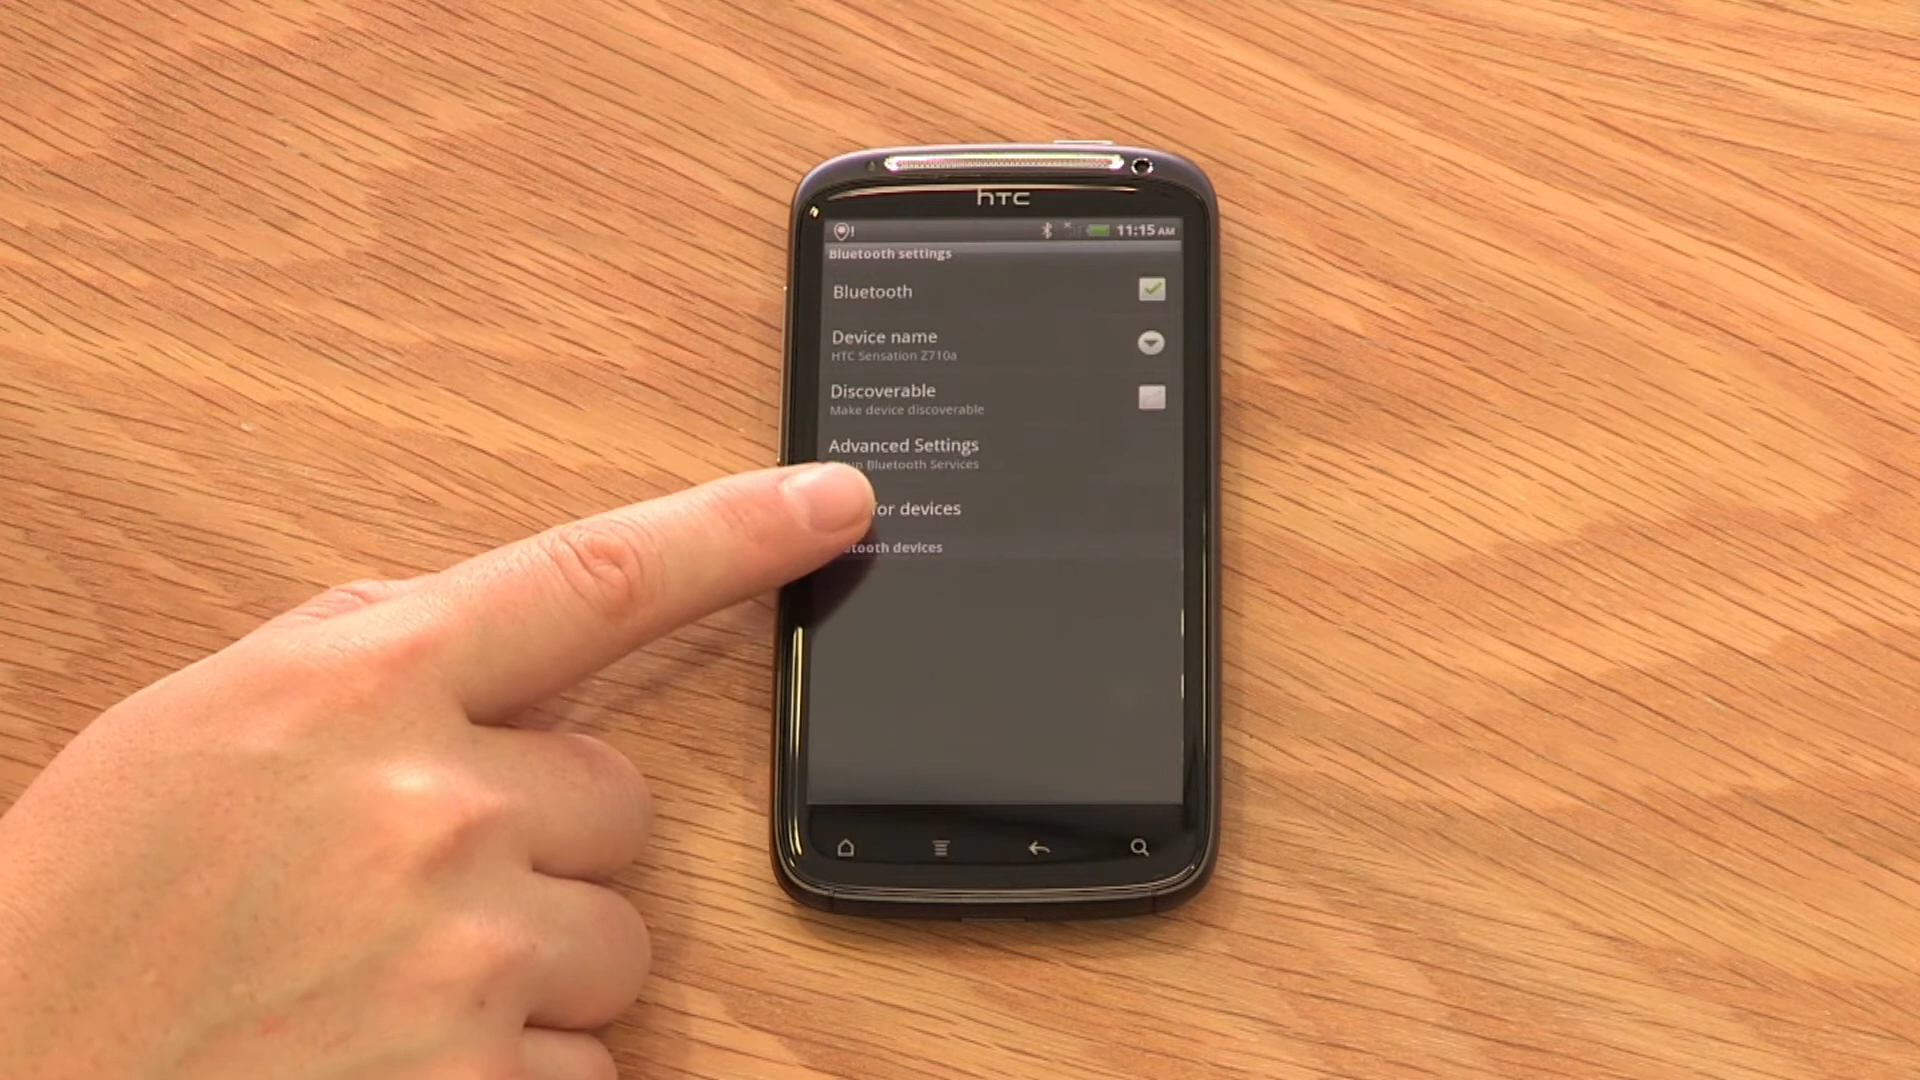 hTC
! 11:15 AM
Bluetooth settings
Bluetooth
Device name
HTC Sensation Z710a
Discoverable
Make device discoverable
Advanced Settings
Bluetooth Services
for devices
devices